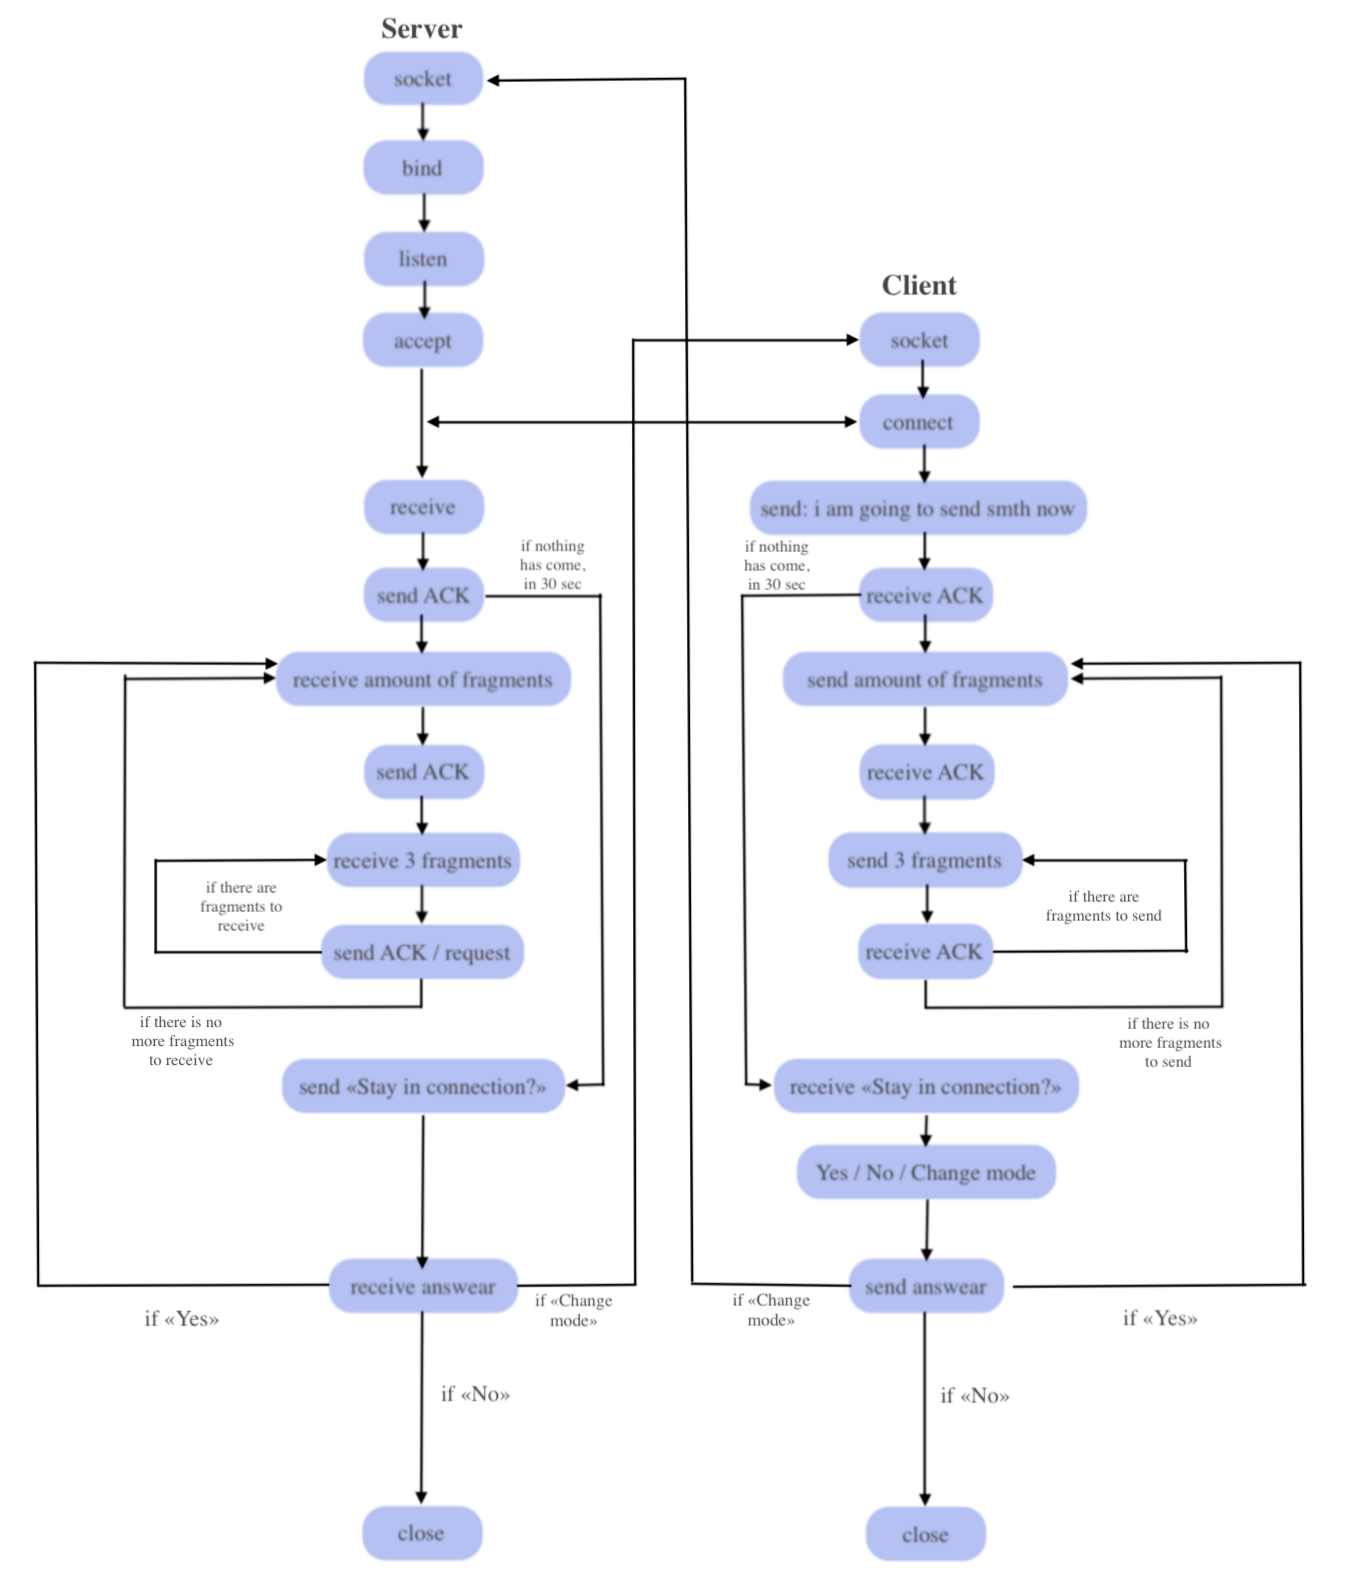 Server
socket
bind
listen
accept
receive
if nothing
has come,
in 30 sec
send ACK
receive amount of fragments
send ACK
receive 3 fragments
if there are
fragments to
receive
send ACK / request
if there is no
more fragments
to receive
send «Stay in connection?»
receive answear
if «Yes»
if «Change
mode»
if «No»
close
Client
socket
connect
send: i am going to send smth now
if nothing
has come,
in 30 sec
receive ACK
send amount of fragments
receive ACK
send 3 fragments
if there are
fragments to send
receive ACK
if there is no
more fragments
to send
receive «Stay in connection?»
Yes / No / Change mode
send answear
if «Change
mode»
if «Yes»
if «No»
close